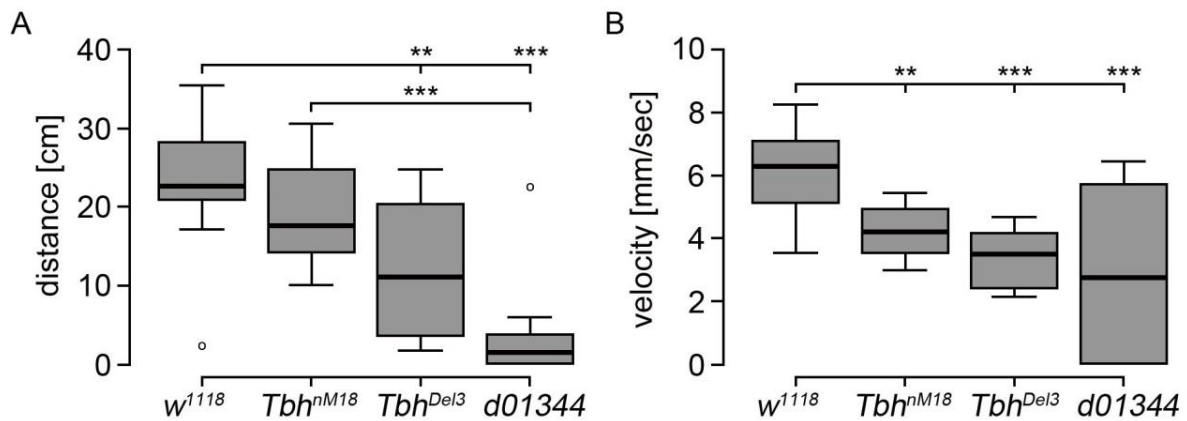 A
distance [cm]
40
30
20
10
0
** ***
***
w1118 TbhnM18 TbhDel3 d01344
B
velocity [mm/sec]
10
8
6
4
2
0
** *** ***
w1118 TbhnM18 TbhDel3 d01344